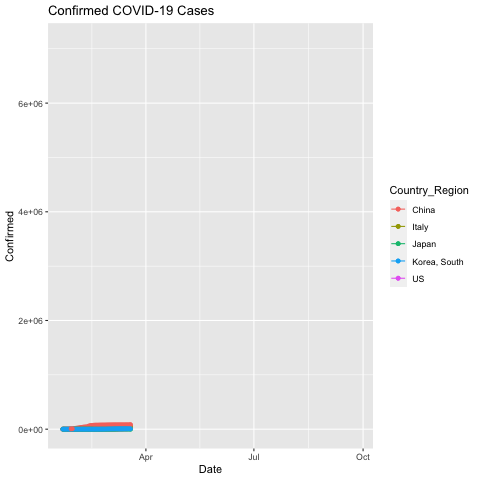 Confirmed COVID-19 Cases
6e+06
4e+06
2e+06
0e+00
Confirmed
Apr
Jul
Oct
Date
Country_Region
China
Italy
Japan
Korea, South
US